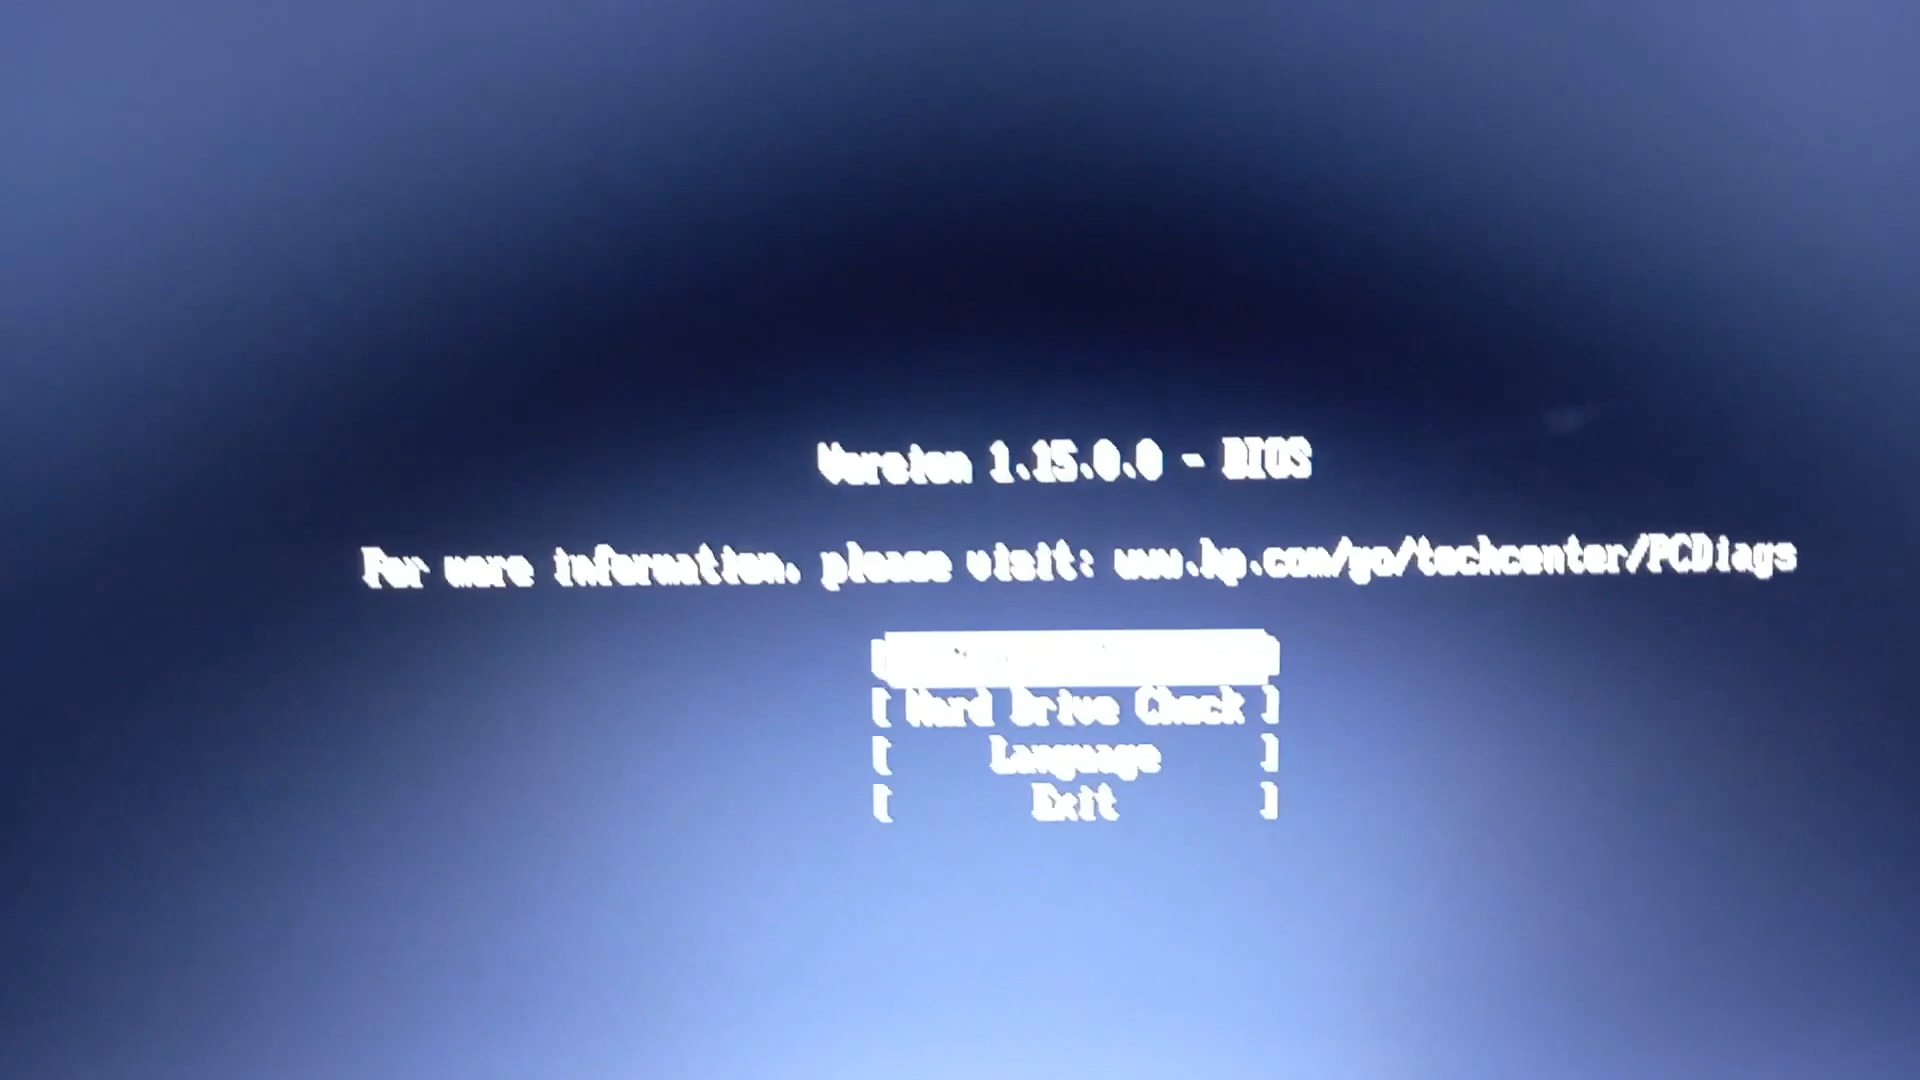 Version 1.15.0.0 - BIOS
For more information, please visit: www.hp.com/go/techcenter/PCDiags
[ Hard Drive Check ]
[ Language ]
[ Exit ]